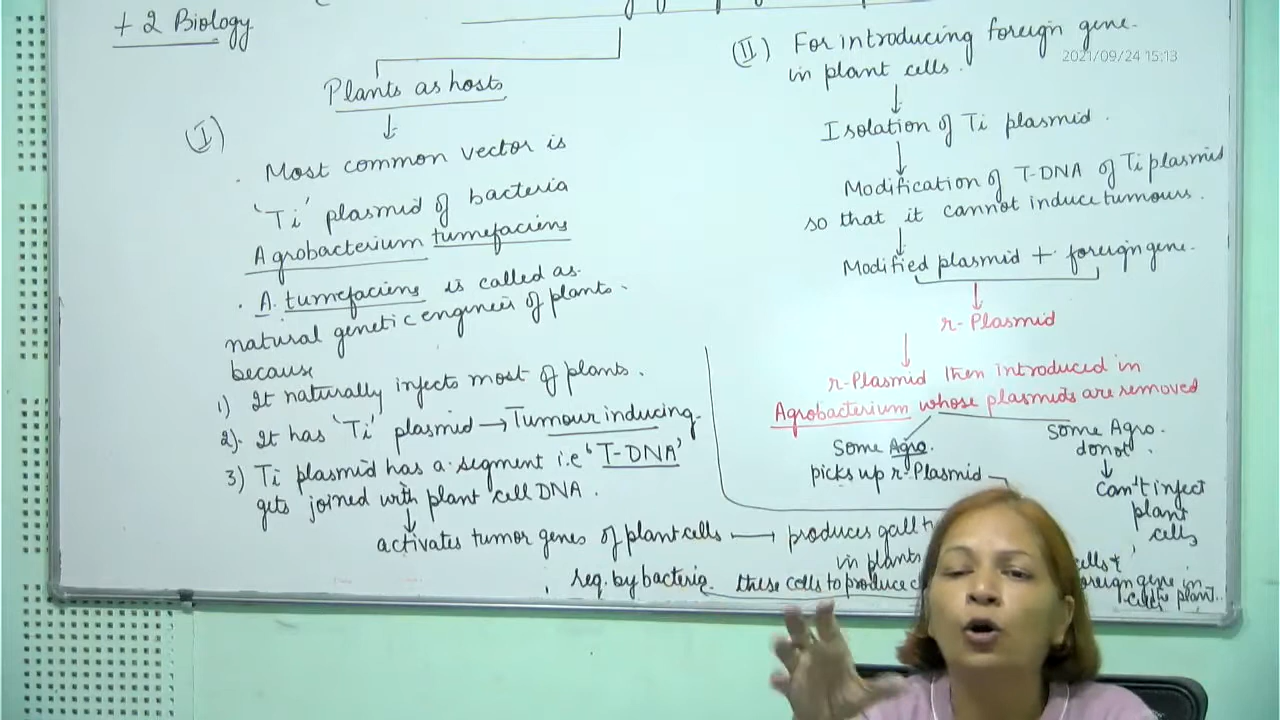 + 2 Biology
Plants as hosts
(I)
. Most common vector is
'Ti' plasmid of bacteria
Agrobacterium tumefaciens
. A. tumefaciens is called as
natural genetic engineer of plants.
because
1) It naturally infects most of plants.
2). It has 'Ti' plasmid → Tumour inducing.
3) Ti plasmid has a segment i.e 'T-DNA'
gets joined with plant cell DNA.
activates tumor genes of plant cells → produces gall
in plants
req. by bacteria these cells to produce
(II) For introducing foreign gene.
in plant cells.
2021/09/24 15:13
Isolation of Ti plasmid.
Modification of T-DNA of Ti plasmid
so that it cannot induce tumours.
Modified plasmid + foreign gene.
r-Plasmid
r-Plasmid then introduced in
Agrobacterium whose plasmids are removed
Some Agro.
picks up r-Plasmid
Some Agro.
donot.
can't infect
plant
cells
cells
foreign gene in
plant